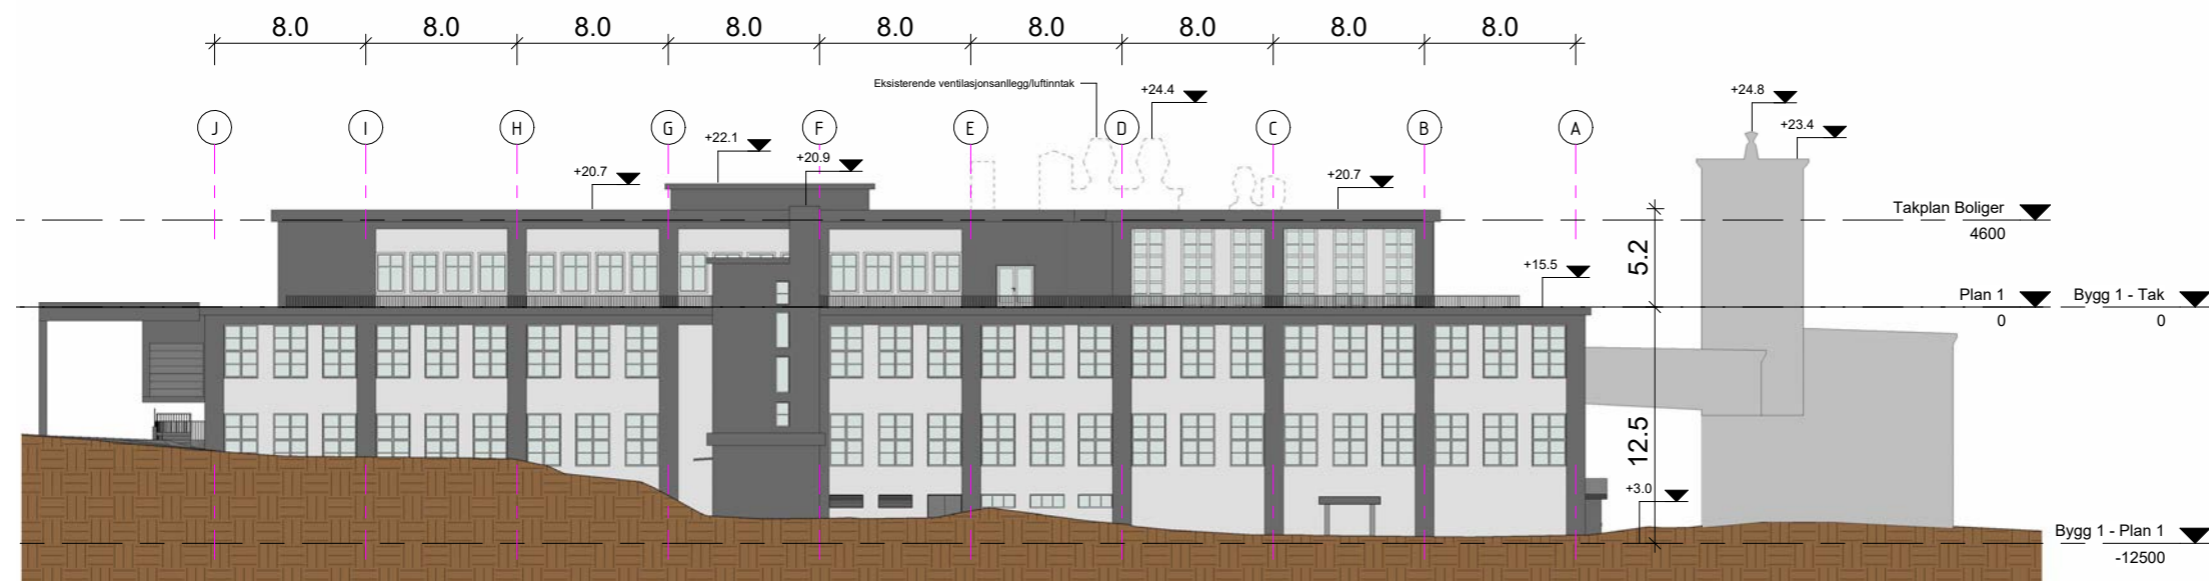 8.0 8.0 8.0 8.0 8.0 8.0 8.0 8.0 8.0
Eksisterende ventilasjonsanllegg/luftinntak
+24.4
+24.8
J I H G F E D C B A
+23.4
+22.1
+20.9
+20.7
+20.7
Takplan Boliger
4600
5.2
+15.5
Plan 1
0
Bygg 1 - Tak
0
12.5
+3.0
Bygg 1 - Plan 1
-12500